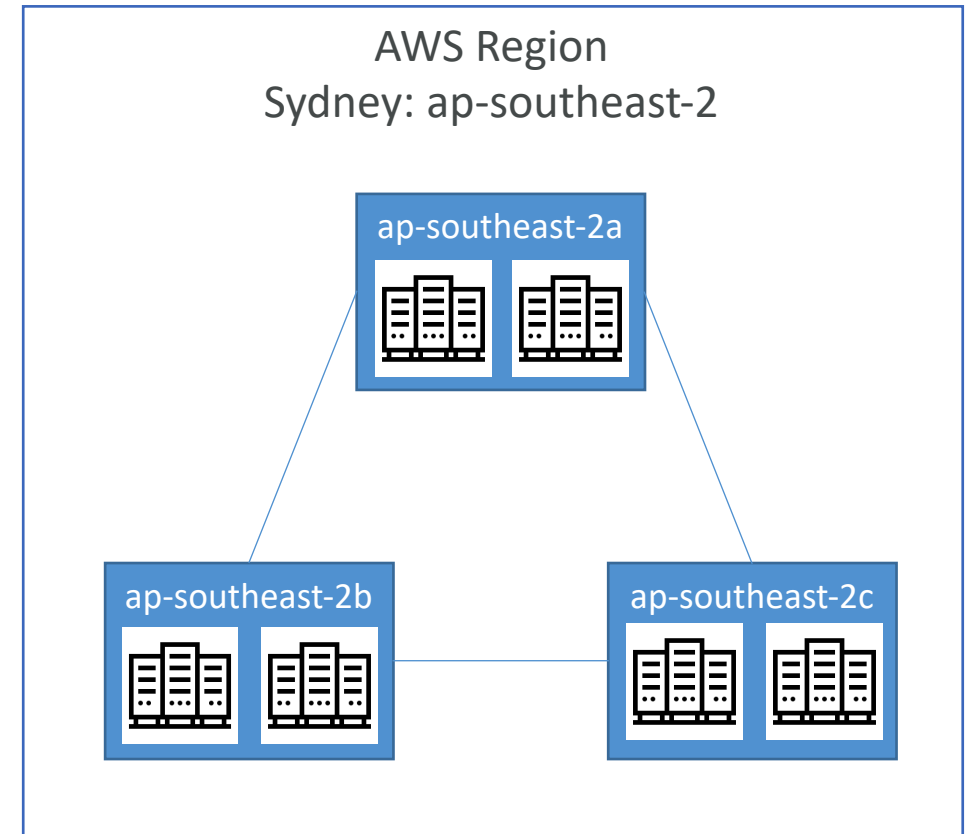 AWS Region
Sydney: ap-southeast-2
ap-southeast-2a
ap-southeast-2b
ap-southeast-2c